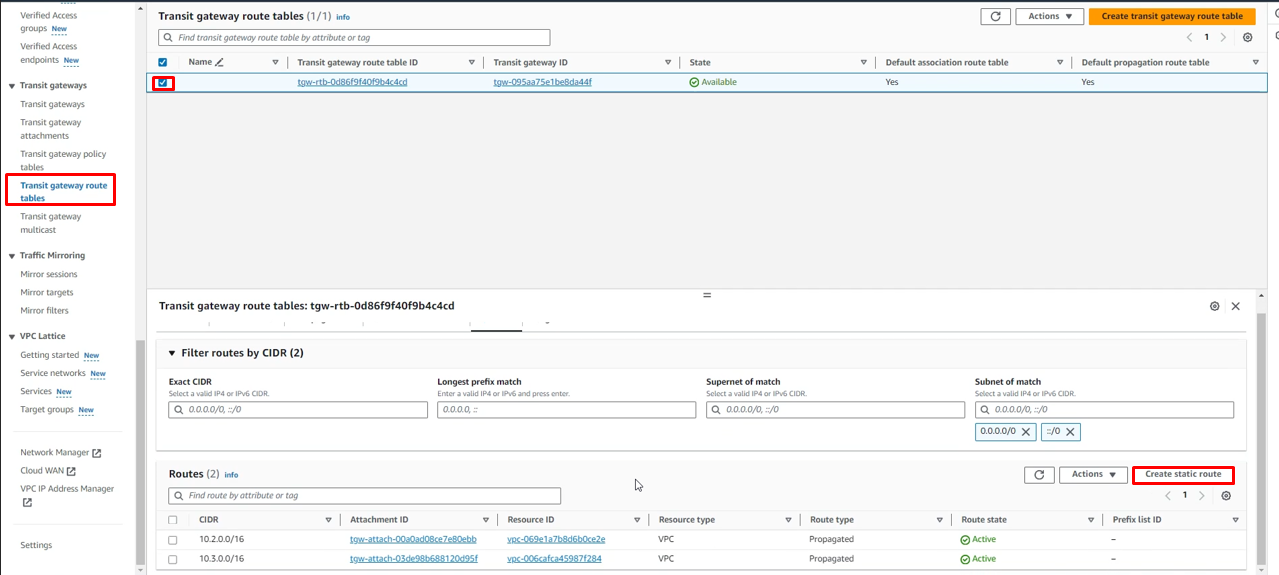 Verified Access
groups New
Verified Access
endpoints New
Transit gateways
Transit gateways
Transit gateway
attachments
Transit gateway policy
tables
Transit gateway route
tables
Transit gateway
multicast
Traffic Mirroring
Mirror sessions
Mirror targets
Mirror filters
VPC Lattice
Getting started New
Service networks New
Services New
Target groups New
Network Manager
Cloud WAN
VPC IP Address Manager
Settings
Transit gateway route tables (1/1) info
Actions
Create transit gateway route table
Find transit gateway route table by attribute or tag
1
Name Transit gateway route table ID Transit gateway ID State Default association route table Default propagation route table
tgw-rtb-0d86f9f40f9b4c4cd tgw-095aa75e1be8da44f Available Yes Yes
Transit gateway route tables: tgw-rtb-0d86f9f40f9b4c4cd
Filter routes by CIDR (2)
Exact CIDR Longest prefix match Supernet of match Subnet of match
Select a valid IP4 or IPv6 CIDR. Enter a valid IP4 or IPv6 and press enter. Select a valid IP4 or IPv6 CIDR. Select a valid IP4 or IPv6 CIDR.
0.0.0.0/0, ::/0 0.0.0.0, :: 0.0.0.0/0, ::/0 0.0.0.0/0, ::/0
0.0.0.0/0 ::/0
Routes (2) info
Actions
Create static route
Find route by attribute or tag
1
CIDR Attachment ID Resource ID Resource type Route type Route state Prefix list ID
10.2.0.0/16 tgw-attach-00a0ad08ce7e80ebb vpc-069e1a7b8d6b0ce2e VPC Propagated Active –
10.3.0.0/16 tgw-attach-03de98b688120d95f vpc-006cafca45987f284 VPC Propagated Active –